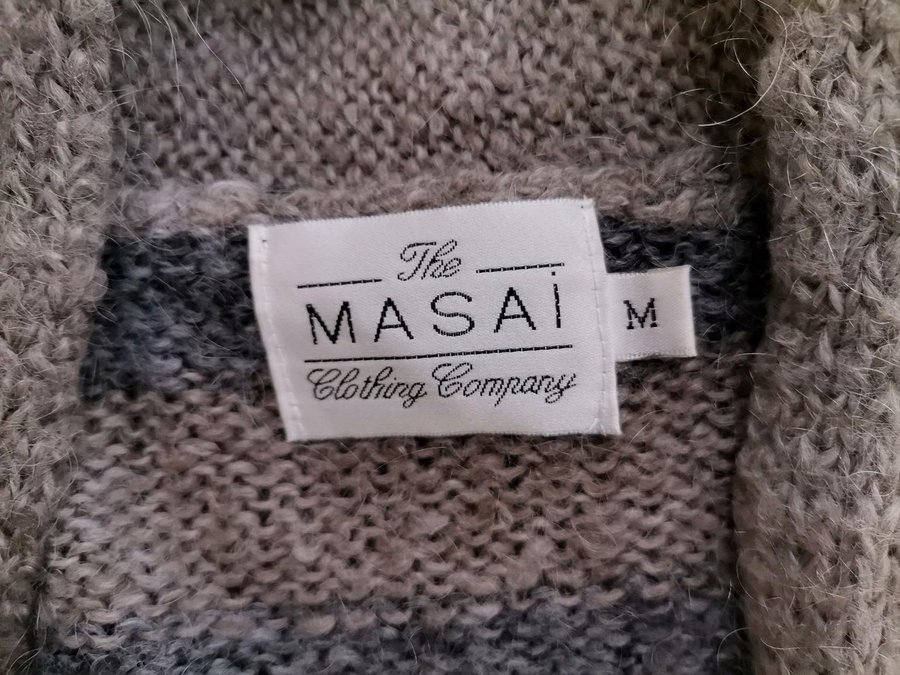 The
MASAi
Clothing Company
M